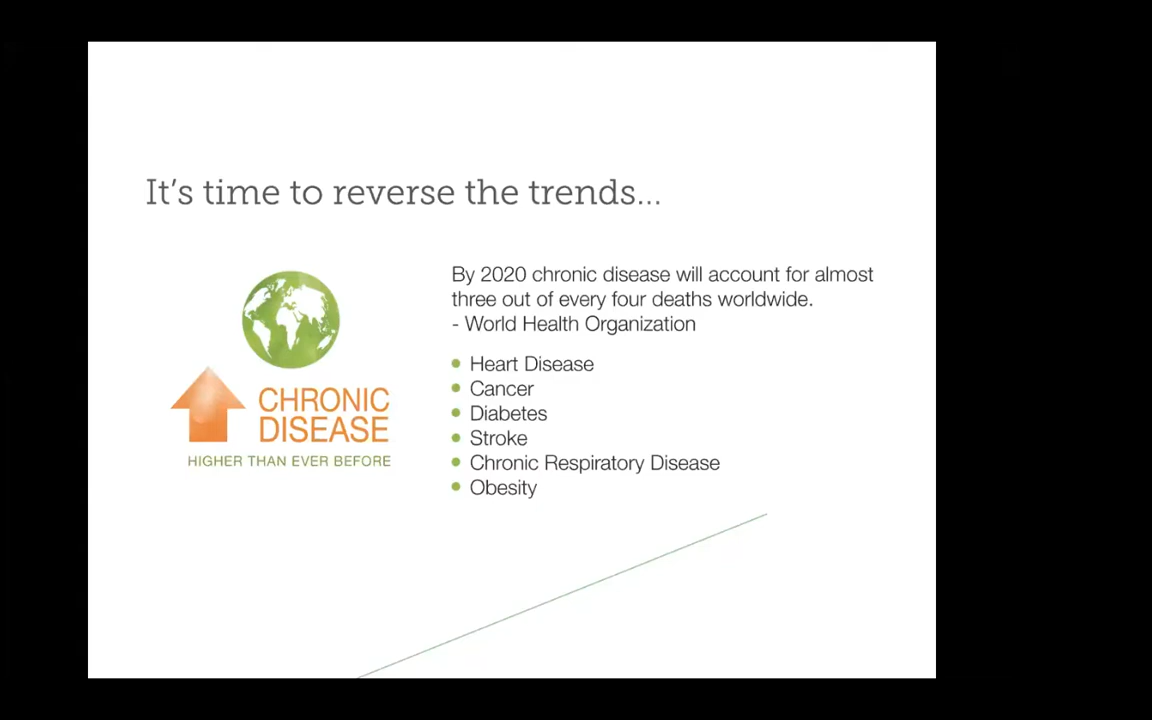 It's time to reverse the trends...
By 2020 chronic disease will account for almost
three out of every four deaths worldwide.
- World Health Organization
• Heart Disease
• Cancer
• Diabetes
• Stroke
• Chronic Respiratory Disease
• Obesity
CHRONIC
DISEASE
HIGHER THAN EVER BEFORE